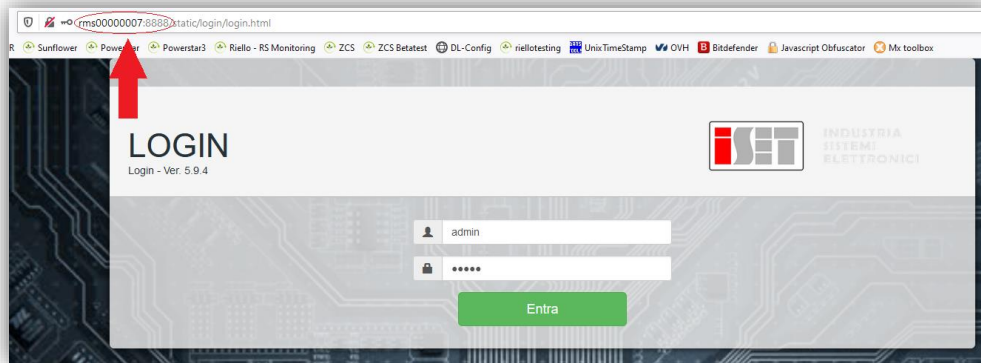 rms00000007:8888/static/login/login.html
R Sunflower Powerstar Powerstar3 Riello - RS Monitoring ZCS ZCS Betatest DL-Config riellotesting UnixTimeStamp OVH B Bitdefender Javascript Obfuscator Mx toolbox
LOGIN
Login - Ver. 5.9.4
iSET
INDUSTRIA
SISTEMI
ELETTRONICI
admin
•••••
Entra